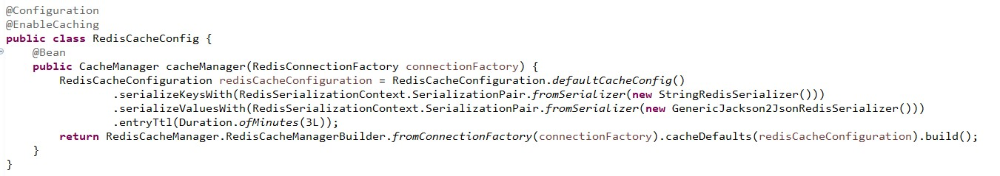 @Configuration
@EnableCaching
public class RedisCacheConfig {
@Bean
public CacheManager cacheManager(RedisConnectionFactory connectionFactory) {
RedisCacheConfiguration redisCacheConfiguration = RedisCacheConfiguration.defaultCacheConfig()
.serializeKeysWith(RedisSerializationContext.SerializationPair.fromSerializer(new StringRedisSerializer()))
.serializeValuesWith(RedisSerializationContext.SerializationPair.fromSerializer(new GenericJackson2JsonRedisSerializer()))
.entryTtl(Duration.ofMinutes(3L));
return RedisCacheManager.RedisCacheManagerBuilder.fromConnectionFactory(connectionFactory).cacheDefaults(redisCacheConfiguration).build();
}
}